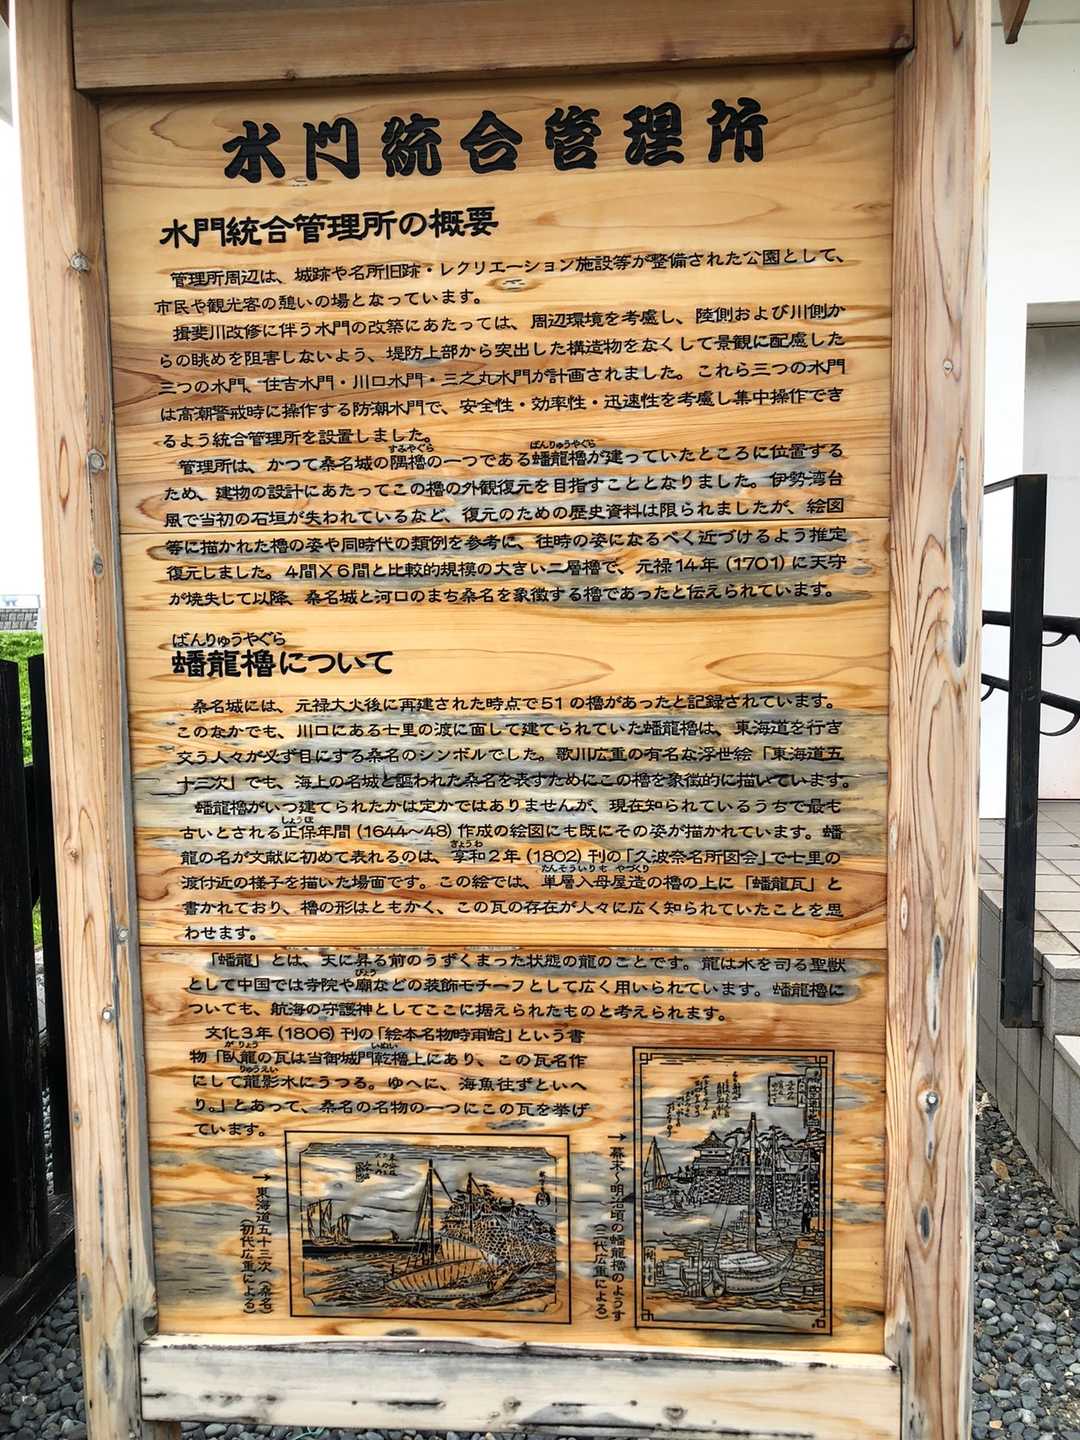 水門統合管理所
水門統合管理所の概要
管理所周辺は、城跡や名所旧跡・レクリエーション施設等が整備された公園として、
市民や観光客の憩いの場となっています。
揖斐川改修に伴う水門の改築にあたっては、周辺環境を考慮し、陸側および川側か
らの眺めを阻害しないよう、堤防上部から突出した構造物をなくして景観に配慮した
三つの水門、住吉水門・川口水門・三之丸水門が計画されました。これら三つの水門
は高潮警戒時に操作する防潮水門で、安全性・効率性・迅速性を考慮し集中操作でき
るよう統合管理所を設置しました。
すみやぐら ばんりゅうやぐら
管理所は、かつて桑名城の隅櫓の一つである蟠龍櫓が建っていたところに位置する
ため、建物の設計にあたってこの櫓の外観復元を目指すこととなりました。伊勢湾台
風で当初の石垣が失われているなど、復元のための歴史資料は限られましたが、絵図
等に描かれた櫓の姿や同時代の類例を参考に、往時の姿になるべく近づけるよう推定
復元しました。4間×6間と比較的規模の大きい二層櫓で、元禄14年(1701)に天守
が焼失して以降、桑名城と河口のまち桑名を象徴する櫓であったと伝えられています。
ばんりゅうやぐら
蟠龍櫓について
桑名城には、元禄大火後に再建された時点で51の櫓があったと記録されています。
このなかでも、川口にある七里の渡に面して建てられていた蟠龍櫓は、東海道を行き
交う人々が必ず目にする桑名のシンボルでした。歌川広重の有名な浮世絵「東海道五
十三次」でも、海上の名城と謳われた桑名を表すためにこの櫓を象徴的に描いています。
蟠龍櫓がいつ建てられたかは定かではありませんが、現在知られているうちで最も
しょうほ
古いとされる正保年間(1644～48)作成の絵図にも既にその姿が描かれています。蟠
きょうわ
龍の名が文献に初めて表れるのは、享和2年(1802)刊の「久波奈名所図会」で七里の
たんそういりもやづくり
渡付近の様子を描いた場面です。この絵では、単層入母屋造の櫓の上に「蟠龍瓦」と
書かれており、櫓の形はともかく、この瓦の存在が人々に広く知られていたことを思
わせます。
「蟠龍」とは、天に昇る前のうずくまった状態の龍のことです。龍は水を司る聖獣
びょう
として中国では寺院や廟などの装飾モチーフとして広く用いられています。蟠龍櫓に
ついても、航海の守護神としてここに据えられたものと考えられます。
文化3年(1806)刊の「絵本名物時雨蛤」という書
がりょう いぬい
物「臥龍の瓦は当御城門乾櫓上にあり、この瓦名作
りゅうえい
にして龍影水にうつる。ゆへに、海魚往ずといへ
り。」とあって、桑名の名物の一つにこの瓦を挙げ
ています。
→東海道五十三次(桑名)
(初代広重による)
→幕末～明治頃の蟠龍櫓のようす
(二代広重による)